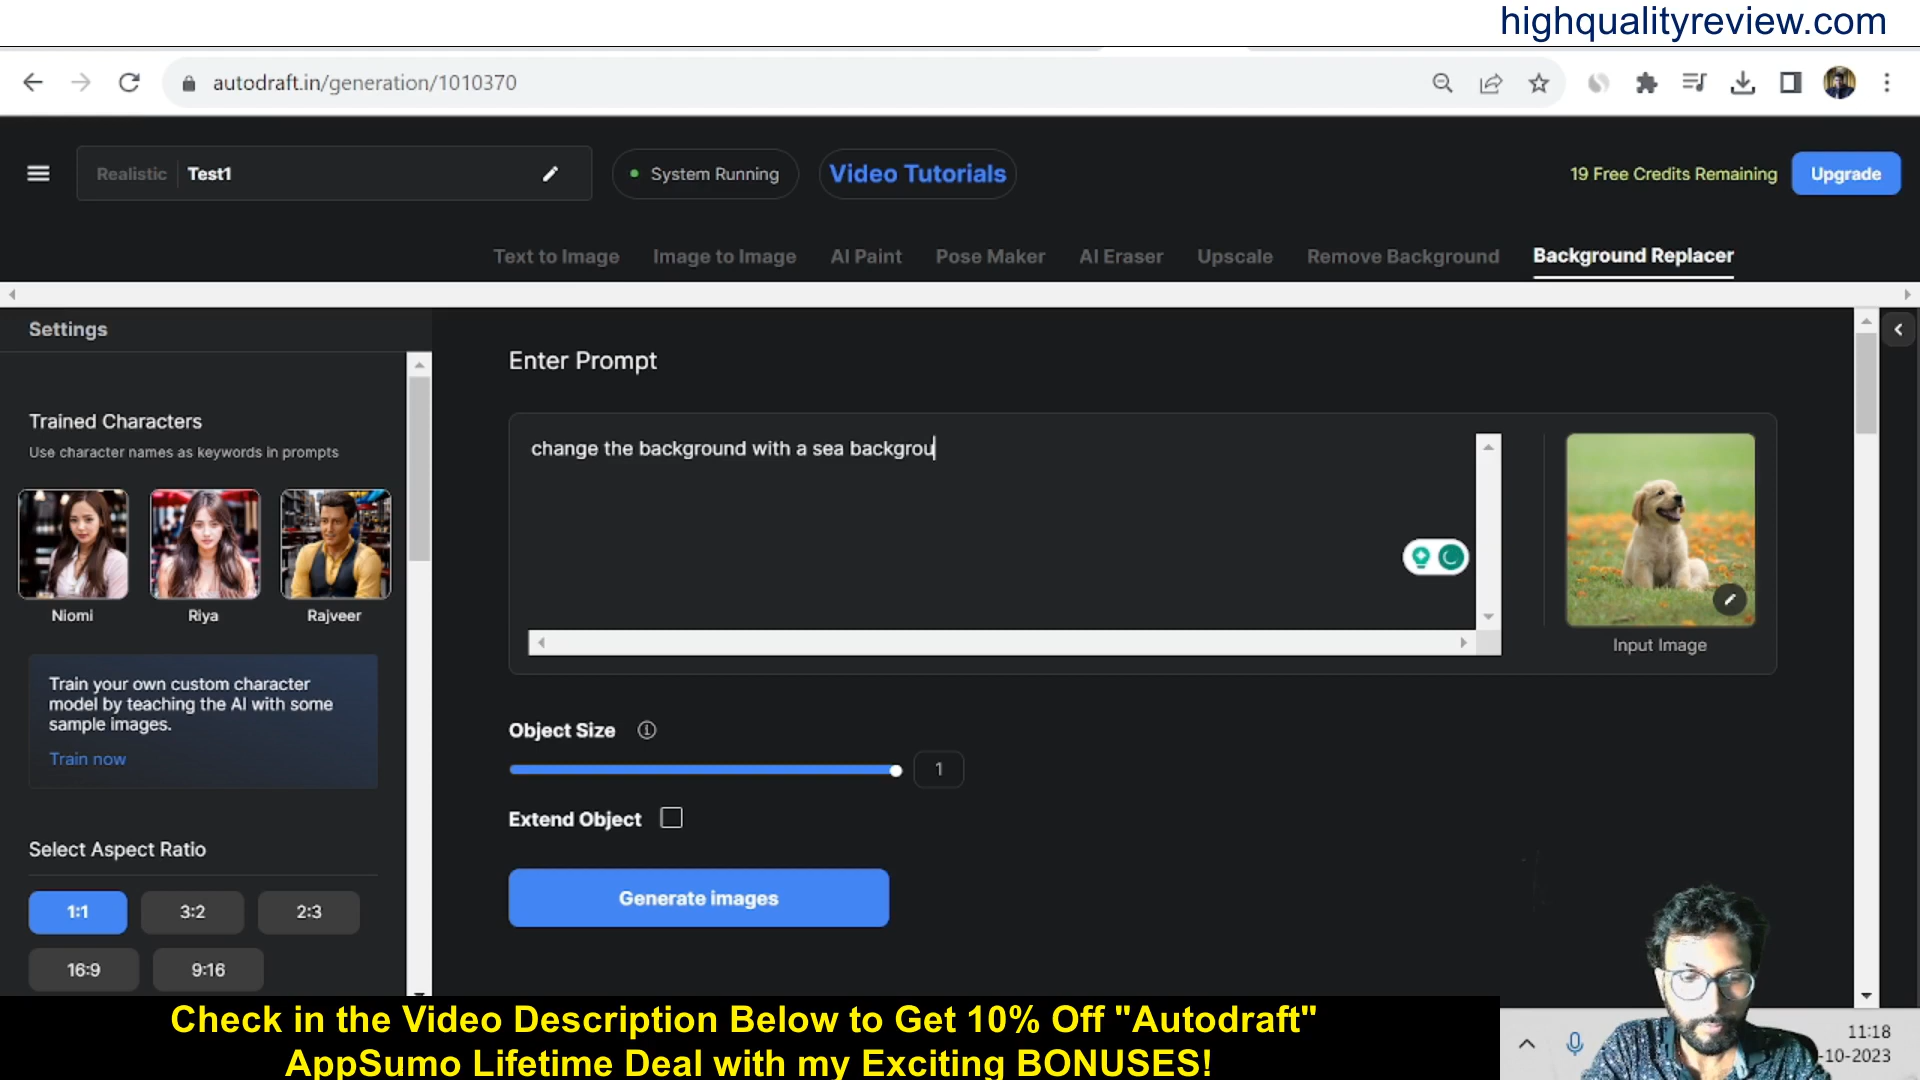 highqualityreview.com
autodraft.in/generation/1010370
Realistic Test1
System Running
Video Tutorials
19 Free Credits Remaining
Upgrade
Text to Image
Image to Image
AI Paint
Pose Maker
AI Eraser
Upscale
Remove Background
Background Replacer
Settings
Enter Prompt
Trained Characters
Use character names as keywords in prompts
Niomi
Riya
Rajveer
Train your own custom character
model by teaching the AI with some
sample images.
Train now
Select Aspect Ratio
1:1
3:2
2:3
16:9
9:16
change the background with a sea backgrou
Input Image
Object Size
1
Extend Object
Generate images
Check in the Video Description Below to Get 10% Off "Autodraft"
AppSumo Lifetime Deal with my Exciting BONUSES!
11:18
-10-2023